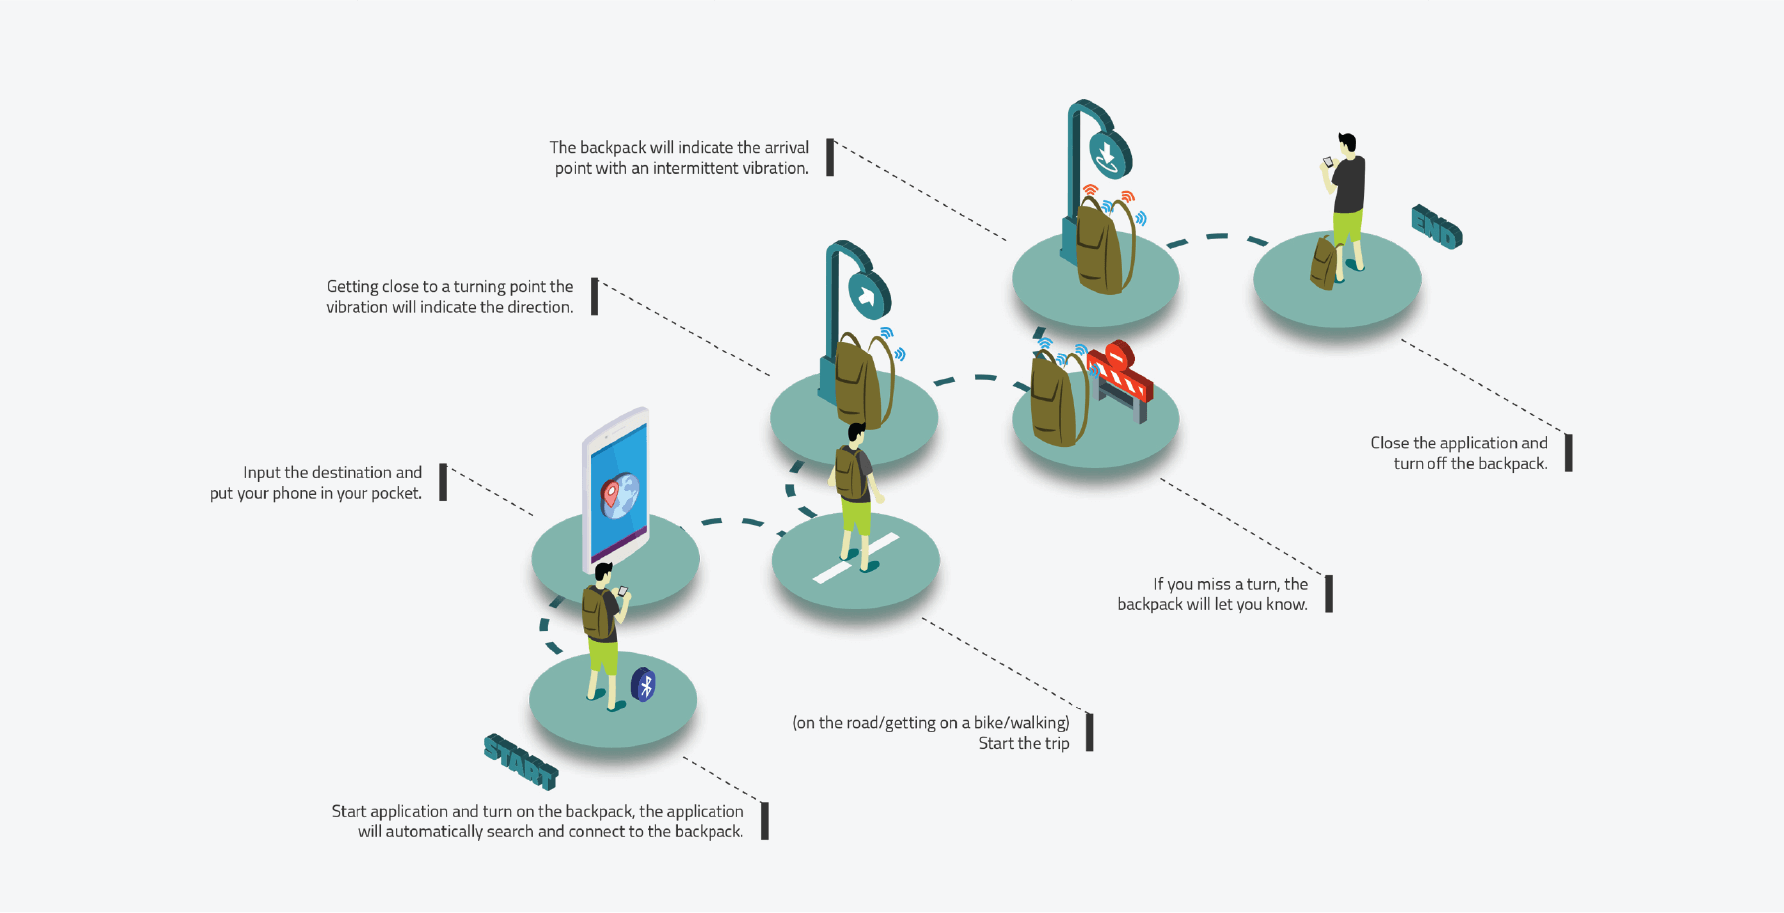 The backpack will indicate the arrival
point with an intermittent vibration.
END
Getting close to a turning point the
vibration will indicate the direction.
Close the application and
turn off the backpack.
Input the destination and
put your phone in your pocket.
If you miss a turn, the
backpack will let you know.
(on the road/getting on a bike/walking)
Start the trip
START
Start application and turn on the backpack, the application
will automatically search and connect to the backpack.